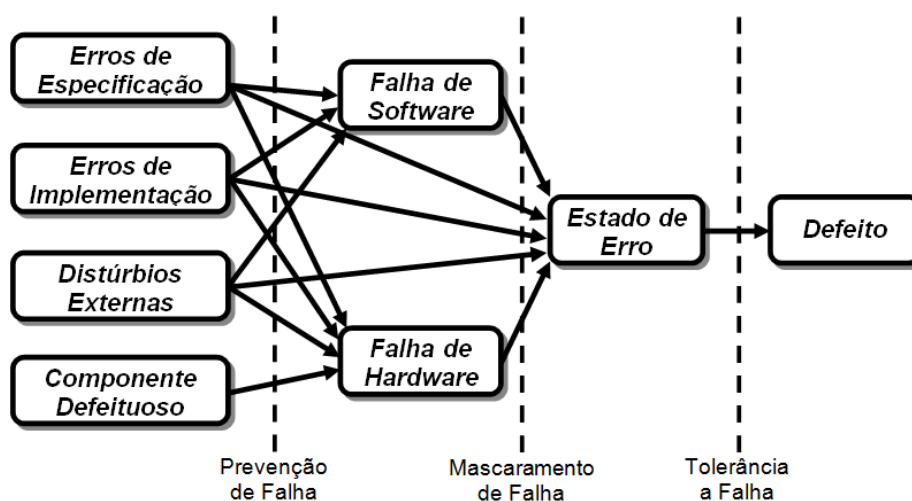 Erros de
Especificação
Erros de
Implementação
Distúrbios
Externas
Componente
Defeituoso
Falha de
Software
Falha de
Hardware
Estado de
Erro
Defeito
Prevenção
de Falha
Mascaramento
de Falha
Tolerância
a Falha